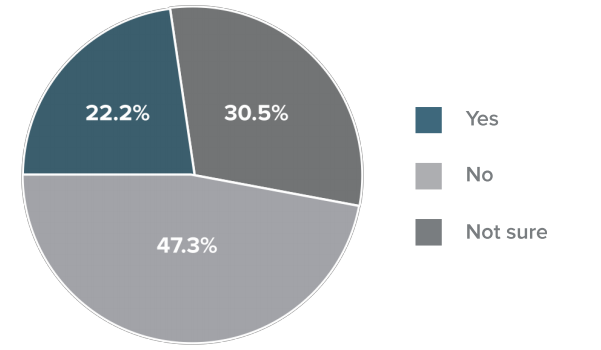 22.2%
30.5%
47.3%
Yes
No
Not sure